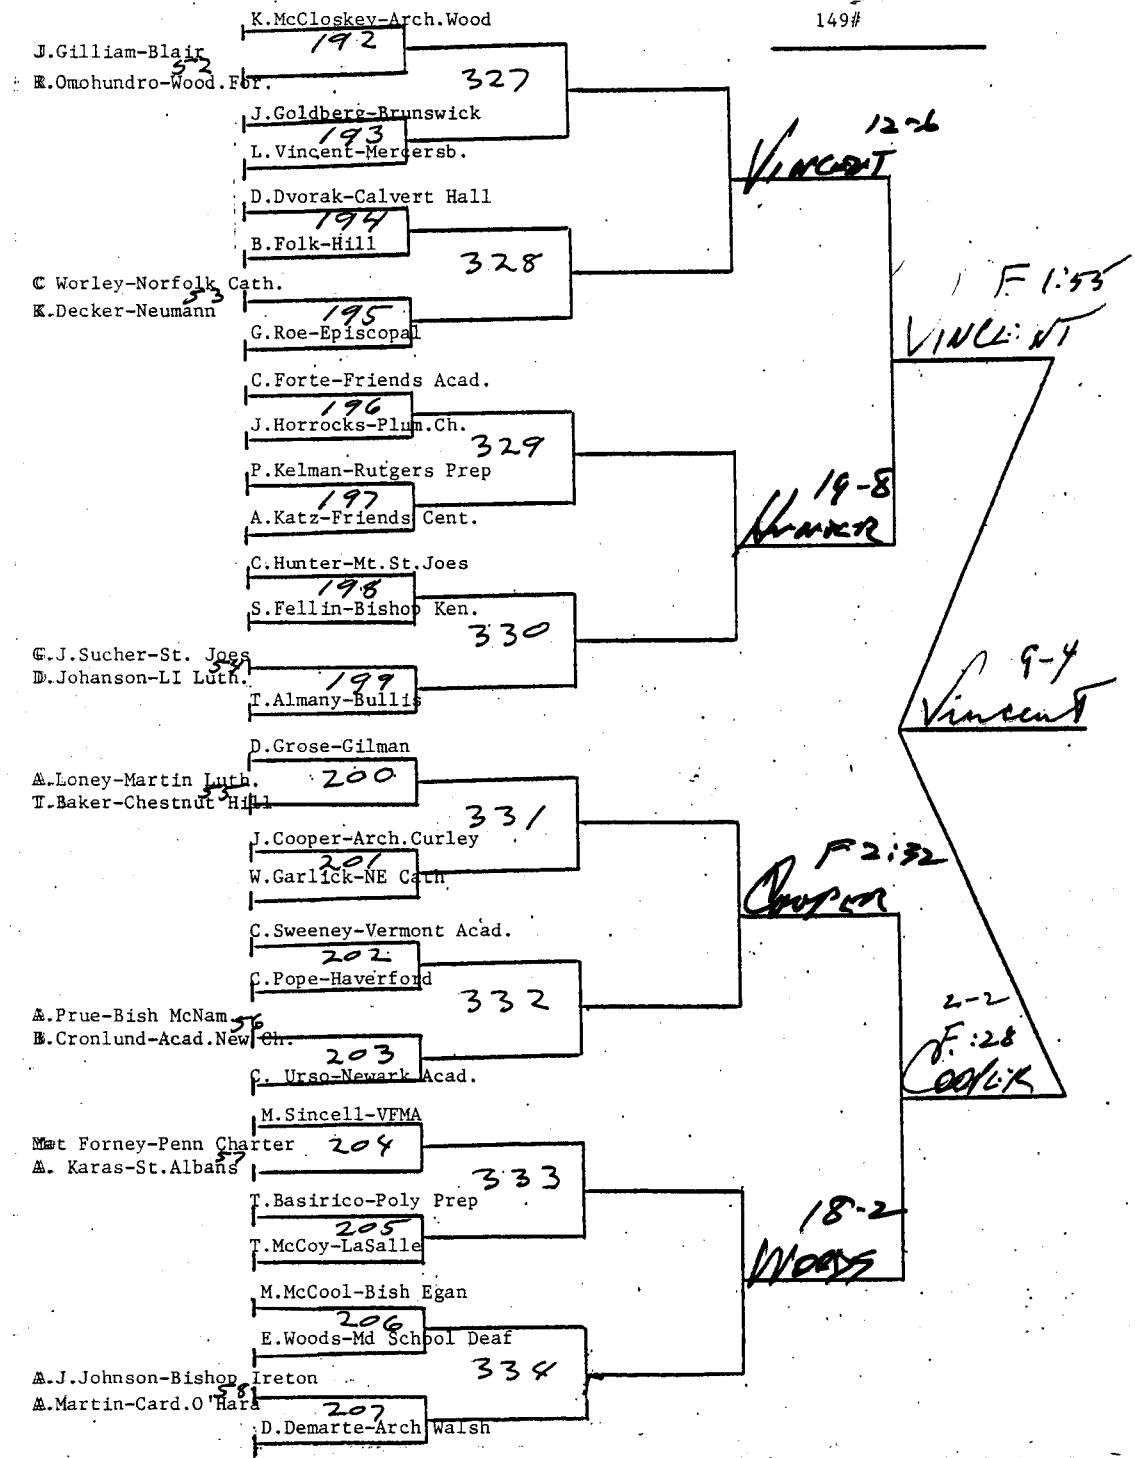 K.McCloskey-Arch.Wood
149#
192
J.Gilliam-Blair
52
R.Omohundro-Wood.For.
327
J.Goldberg-Brunswick
193
12-6
L.Vincent-Mercersb.
VINCENT
D.Dvorak-Calvert Hall
194
B.Folk-Hill
328
C Worley-Norfolk Cath.
53
F 1:55
K.Decker-Neumann
195
G.Roe-Episcopal
VINCENT
C.Forte-Friends Acad.
196
J.Horrocks-Plum.Ch.
329
P.Kelman-Rutgers Prep
197
19-8
A.Katz-Friends Cent.
HUNTER
C.Hunter-Mt.St.Joes
198
S.Fellin-Bishop Ken.
330
G.J.Sucher-St. Joes
54
D.Johanson-LI Luth.
199
9-4
T.Almany-Bullis
Vincent
D.Grose-Gilman
200
A.Loney-Martin Luth.
55
T.Baker-Chestnut Hill
331
J.Cooper-Arch.Curley
201
F 2:32
W.Garlick-NE Cath
COOPER
C.Sweeney-Vermont Acad.
202
C.Pope-Haverford
332
2-2
A.Prue-Bish McNam.
56
B.Cronlund-Acad.New Ch.
F :28
203
C. Urso-Newark Acad.
COOPER
M.Sincell-VFMA
Mat Forney-Penn Charter
204
57
A. Karas-St.Albans
333
T.Basirico-Poly Prep
205
18-2
T.McCoy-LaSalle
WOODS
M.McCool-Bish Egan
206
E.Woods-Md School Deaf
334
A.J.Johnson-Bishop Ireton
58
A.Martin-Card.O'Hara
207
D.Demarte-Arch Walsh